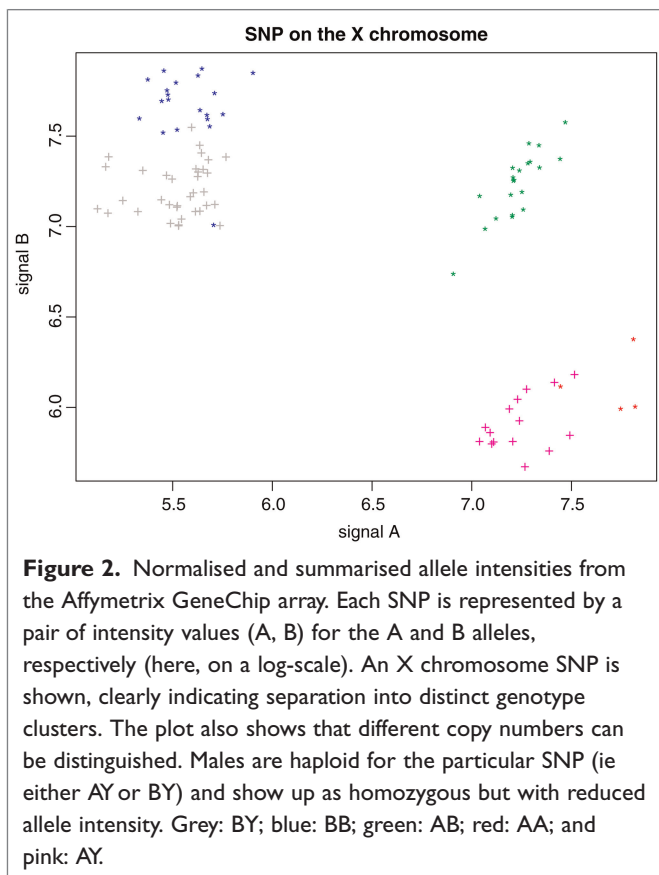 SNP on the X chromosome
7.5
7.0
6.5
6.0
signal B
5.5 6.0 6.5 7.0 7.5
signal A
Figure 2. Normalised and summarised allele intensities from
the Affymetrix GeneChip array. Each SNP is represented by a
pair of intensity values (A, B) for the A and B alleles,
respectively (here, on a log-scale). An X chromosome SNP is
shown, clearly indicating separation into distinct genotype
clusters. The plot also shows that different copy numbers can
be distinguished. Males are haploid for the particular SNP (ie
either AY or BY) and show up as homozygous but with reduced
allele intensity. Grey: BY; blue: BB; green: AB; red: AA; and
pink: AY.